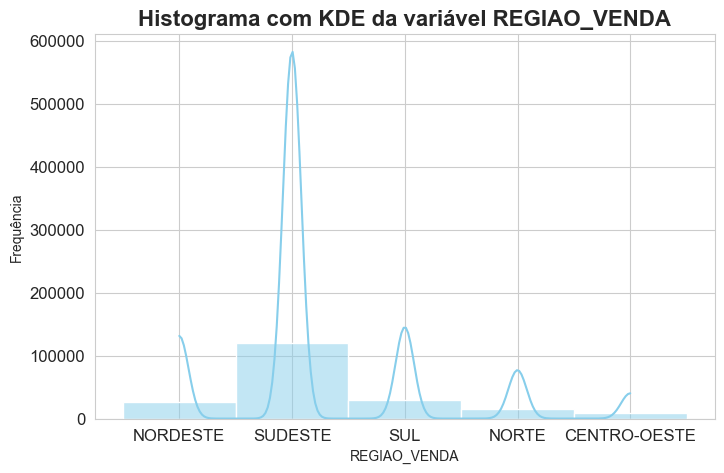 Histograma com KDE da variável REGIAO_VENDA
600000
500000
400000
300000
200000
100000
0
Frequência
NORDESTE SUDESTE SUL NORTE CENTRO-OESTE
REGIAO_VENDA